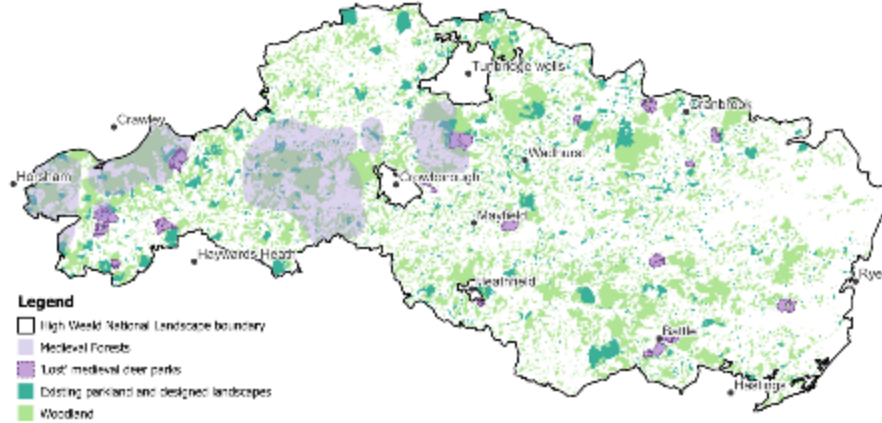 Tunbridge wells
Cranbrook
Crawley
Wadhurst
Horsham
Crowborough
Mayfield
Haywards Heath
Rye
Heathfield
Battle
Hastings
Legend
High Weald National Landscape boundary
Medieval Forests
'Lost' medieval deer parks
Existing parkland and designed landscapes
Woodland